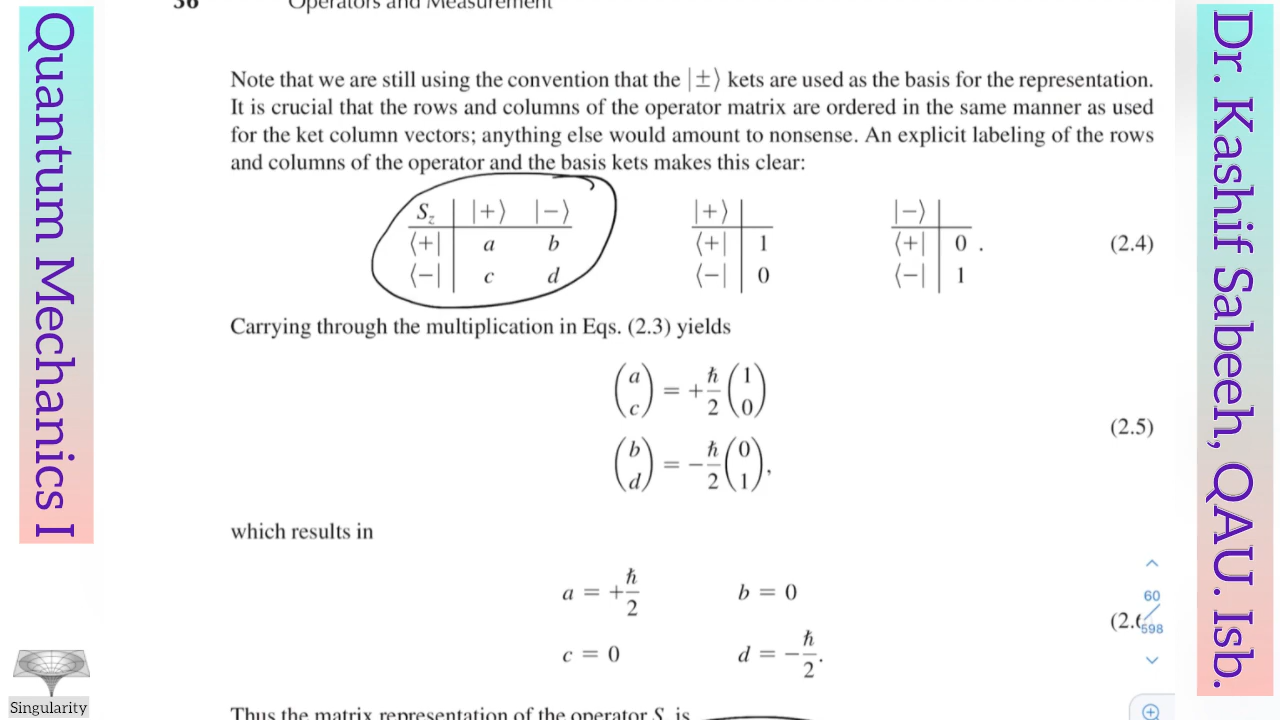 36 Operators and Measurement
Note that we are still using the convention that the |±⟩ kets are used as the basis for the representation.
It is crucial that the rows and columns of the operator matrix are ordered in the same manner as used
for the ket column vectors; anything else would amount to nonsense. An explicit labeling of the rows
and columns of the operator and the basis kets makes this clear:
S_z |+⟩ |−⟩ |+⟩ |−⟩
⟨+| a b ⟨+| 1 ⟨+| 0 . (2.4)
⟨−| c d ⟨−| 0 ⟨−| 1
Carrying through the multiplication in Eqs. (2.3) yields
(a c) = +ħ/2 (1 0)
(2.5)
(b d) = −ħ/2 (0 1),
which results in
a = +ħ/2 b = 0
(2.
c = 0 d = −ħ/2.
Thus the matrix representation of the operator S is
60
598
Quantum Mechanics I
Dr. Kashif Sabeeh, QAU. Isb.
Singularity